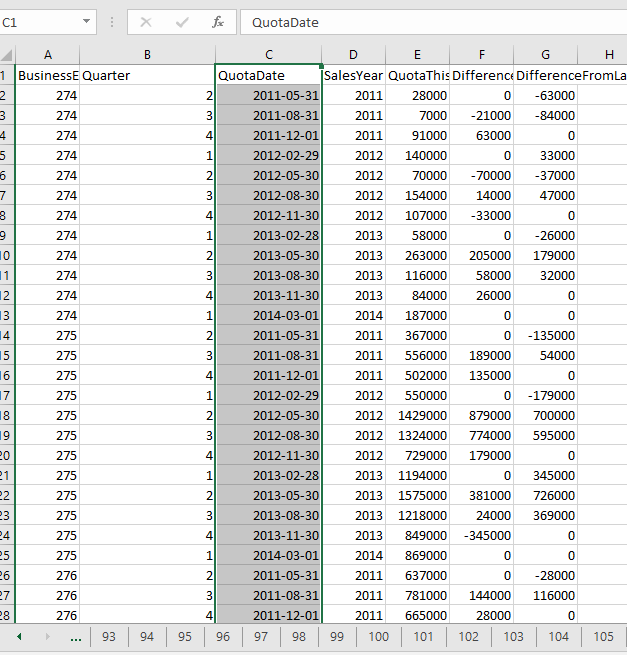 C1 fx QuotaDate
A B C D E F G H
1 BusinessE Quarter QuotaDate SalesYear QuotaThis Difference DifferenceFromLa
2 274 2 2011-05-31 2011 28000 0 -63000
3 274 3 2011-08-31 2011 7000 -21000 -84000
4 274 4 2011-12-01 2011 91000 63000 0
5 274 1 2012-02-29 2012 140000 0 33000
6 274 2 2012-05-30 2012 70000 -70000 -37000
7 274 3 2012-08-30 2012 154000 14000 47000
8 274 4 2012-11-30 2012 107000 -33000 0
9 274 1 2013-02-28 2013 58000 0 -26000
10 274 2 2013-05-30 2013 263000 205000 179000
11 274 3 2013-08-30 2013 116000 58000 32000
12 274 4 2013-11-30 2013 84000 26000 0
13 274 1 2014-03-01 2014 187000 0 0
14 275 2 2011-05-31 2011 367000 0 -135000
15 275 3 2011-08-31 2011 556000 189000 54000
16 275 4 2011-12-01 2011 502000 135000 0
17 275 1 2012-02-29 2012 550000 0 -179000
18 275 2 2012-05-30 2012 1429000 879000 700000
19 275 3 2012-08-30 2012 1324000 774000 595000
20 275 4 2012-11-30 2012 729000 179000 0
21 275 1 2013-02-28 2013 1194000 0 345000
22 275 2 2013-05-30 2013 1575000 381000 726000
23 275 3 2013-08-30 2013 1218000 24000 369000
24 275 4 2013-11-30 2013 849000 -345000 0
25 275 1 2014-03-01 2014 869000 0 0
26 276 2 2011-05-31 2011 637000 0 -28000
27 276 3 2011-08-31 2011 781000 144000 116000
28 276 4 2011-12-01 2011 665000 28000 0
... 93 94 95 96 97 98 99 100 101 102 103 104 105